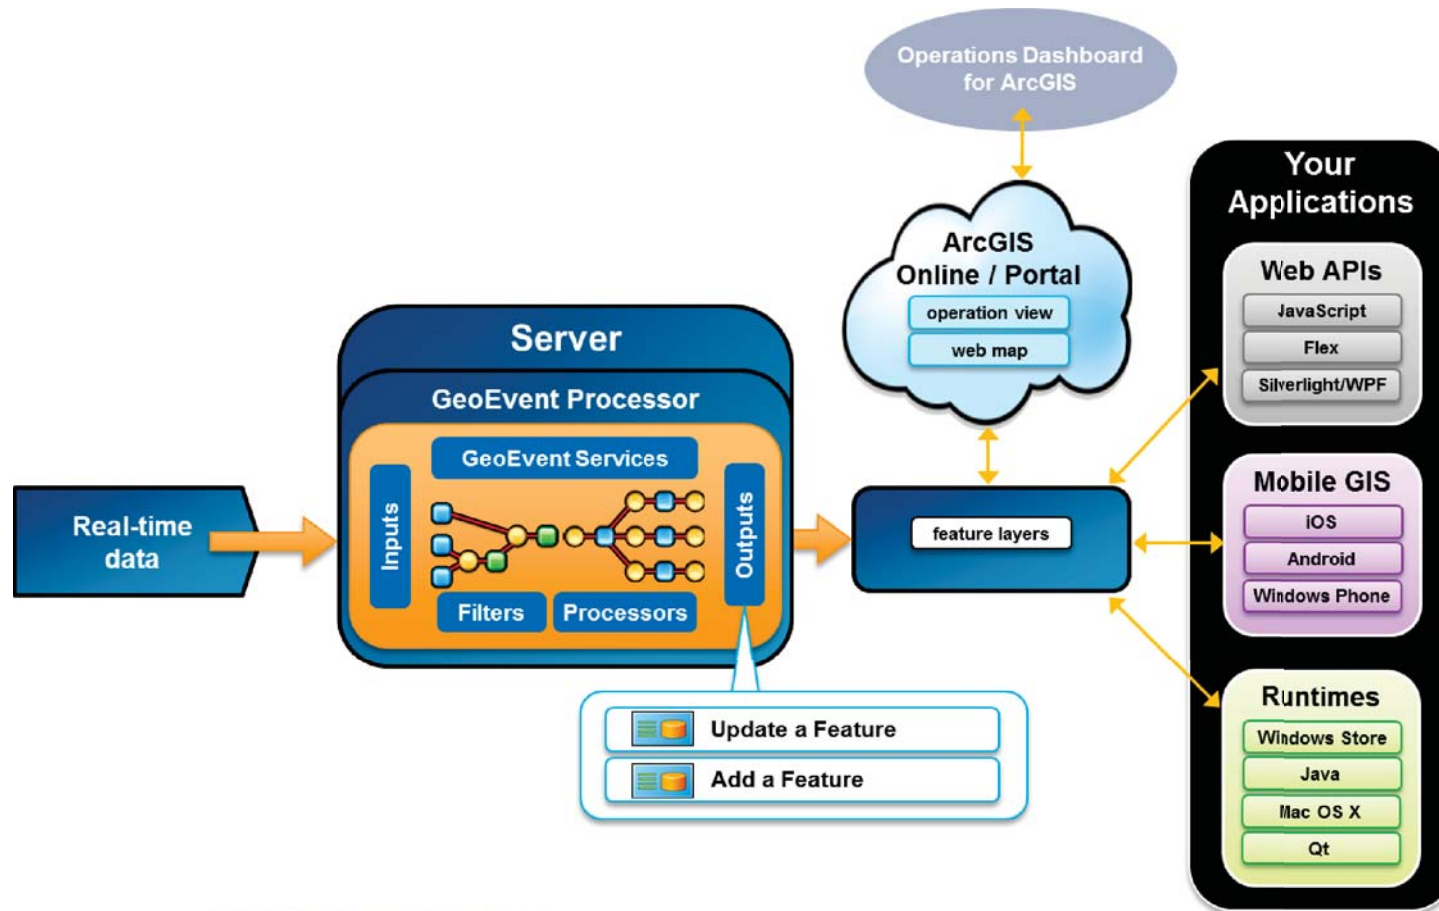 Operations Dashboard
for ArcGIS
ArcGIS
Online / Portal
operation view
web map
Server
GeoEvent Processor
GeoEvent Services
Inputs
Outputs
Filters
Processors
Real-time
data
feature layers
Update a Feature
Add a Feature
Your
Applications
Web APIs
JavaScript
Flex
Silverlight/WPF
Mobile GIS
iOS
Android
Windows Phone
Runtimes
Windows Store
Java
Mac OS X
Qt